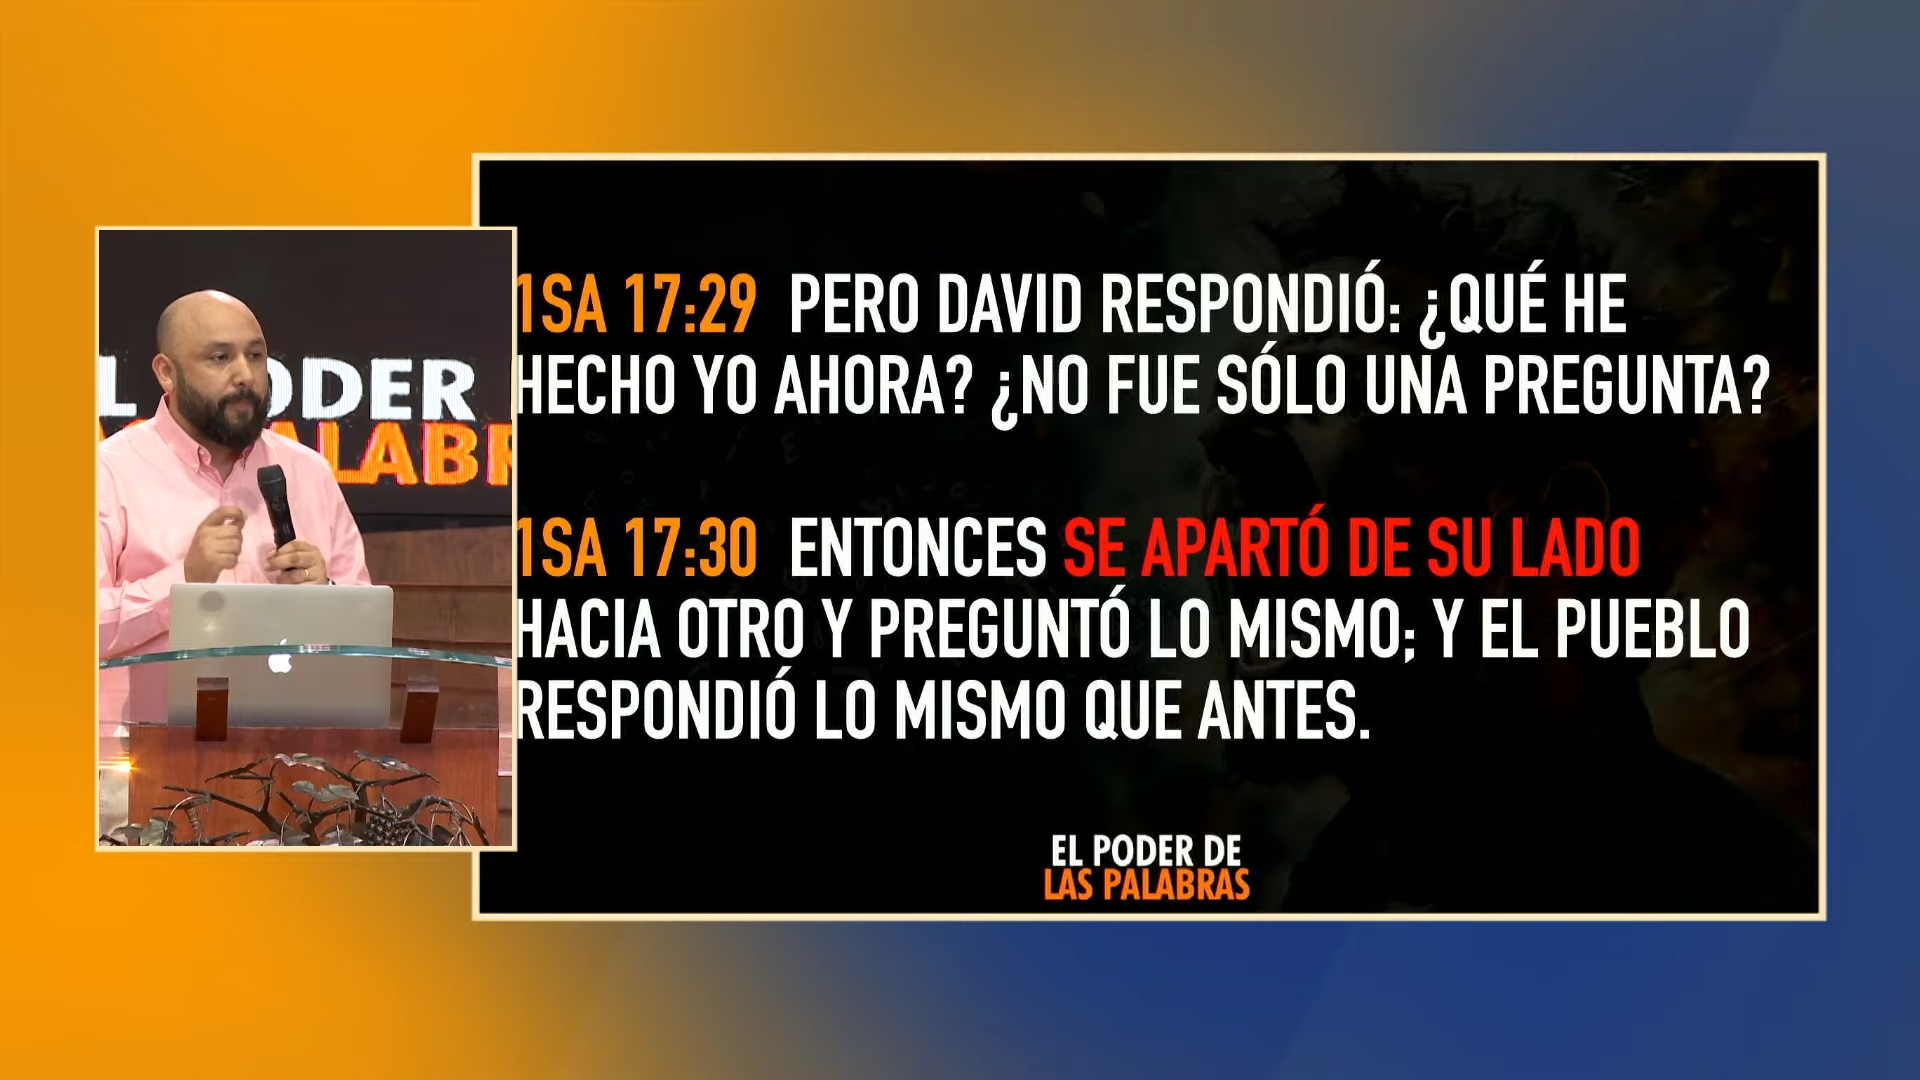 1SA 17:29 PERO DAVID RESPONDIÓ: ¿QUÉ HE
HECHO YO AHORA? ¿NO FUE SÓLO UNA PREGUNTA?
1SA 17:30 ENTONCES SE APARTÓ DE SU LADO
HACIA OTRO Y PREGUNTÓ LO MISMO; Y EL PUEBLO
RESPONDIÓ LO MISMO QUE ANTES.
EL PODER DE
LAS PALABRAS
L PODER
PALABR